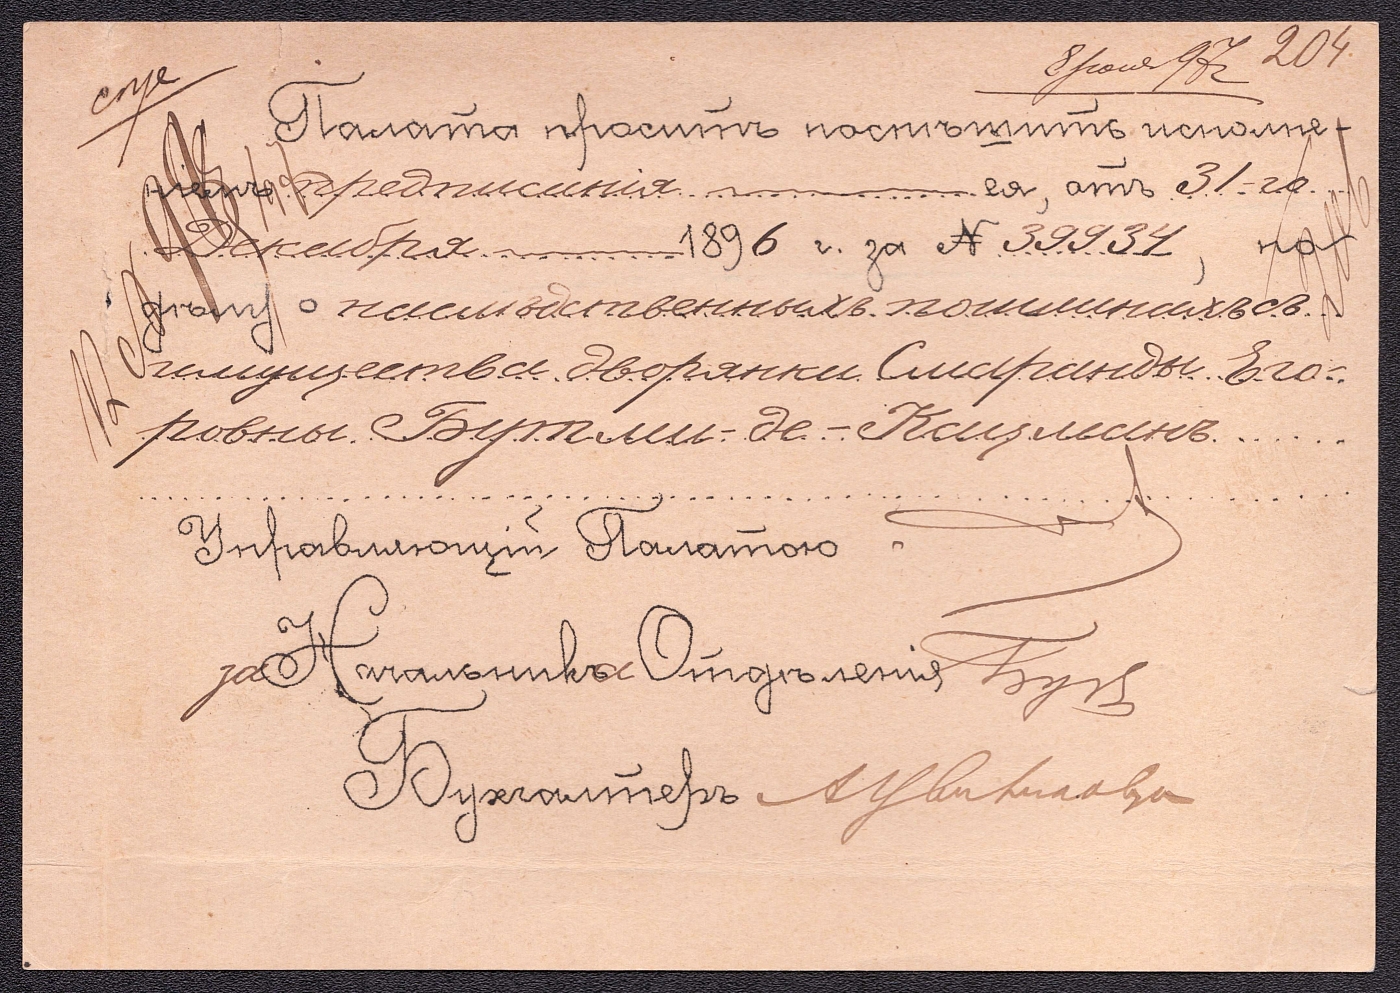 204
Палата проситъ поспѣшить исполне-
ніемъ предписанія ея, отъ 31-го
Декабря 1896 г. за № 39934, по
дѣлу о наслѣдственныхъ пошлинахъ съ
имущества дворянки Смаранды Его-
ровны Бутми-де-Кацманъ
Управляющій Палатою
за Начальника Отдѣленія
Бухгалтеръ